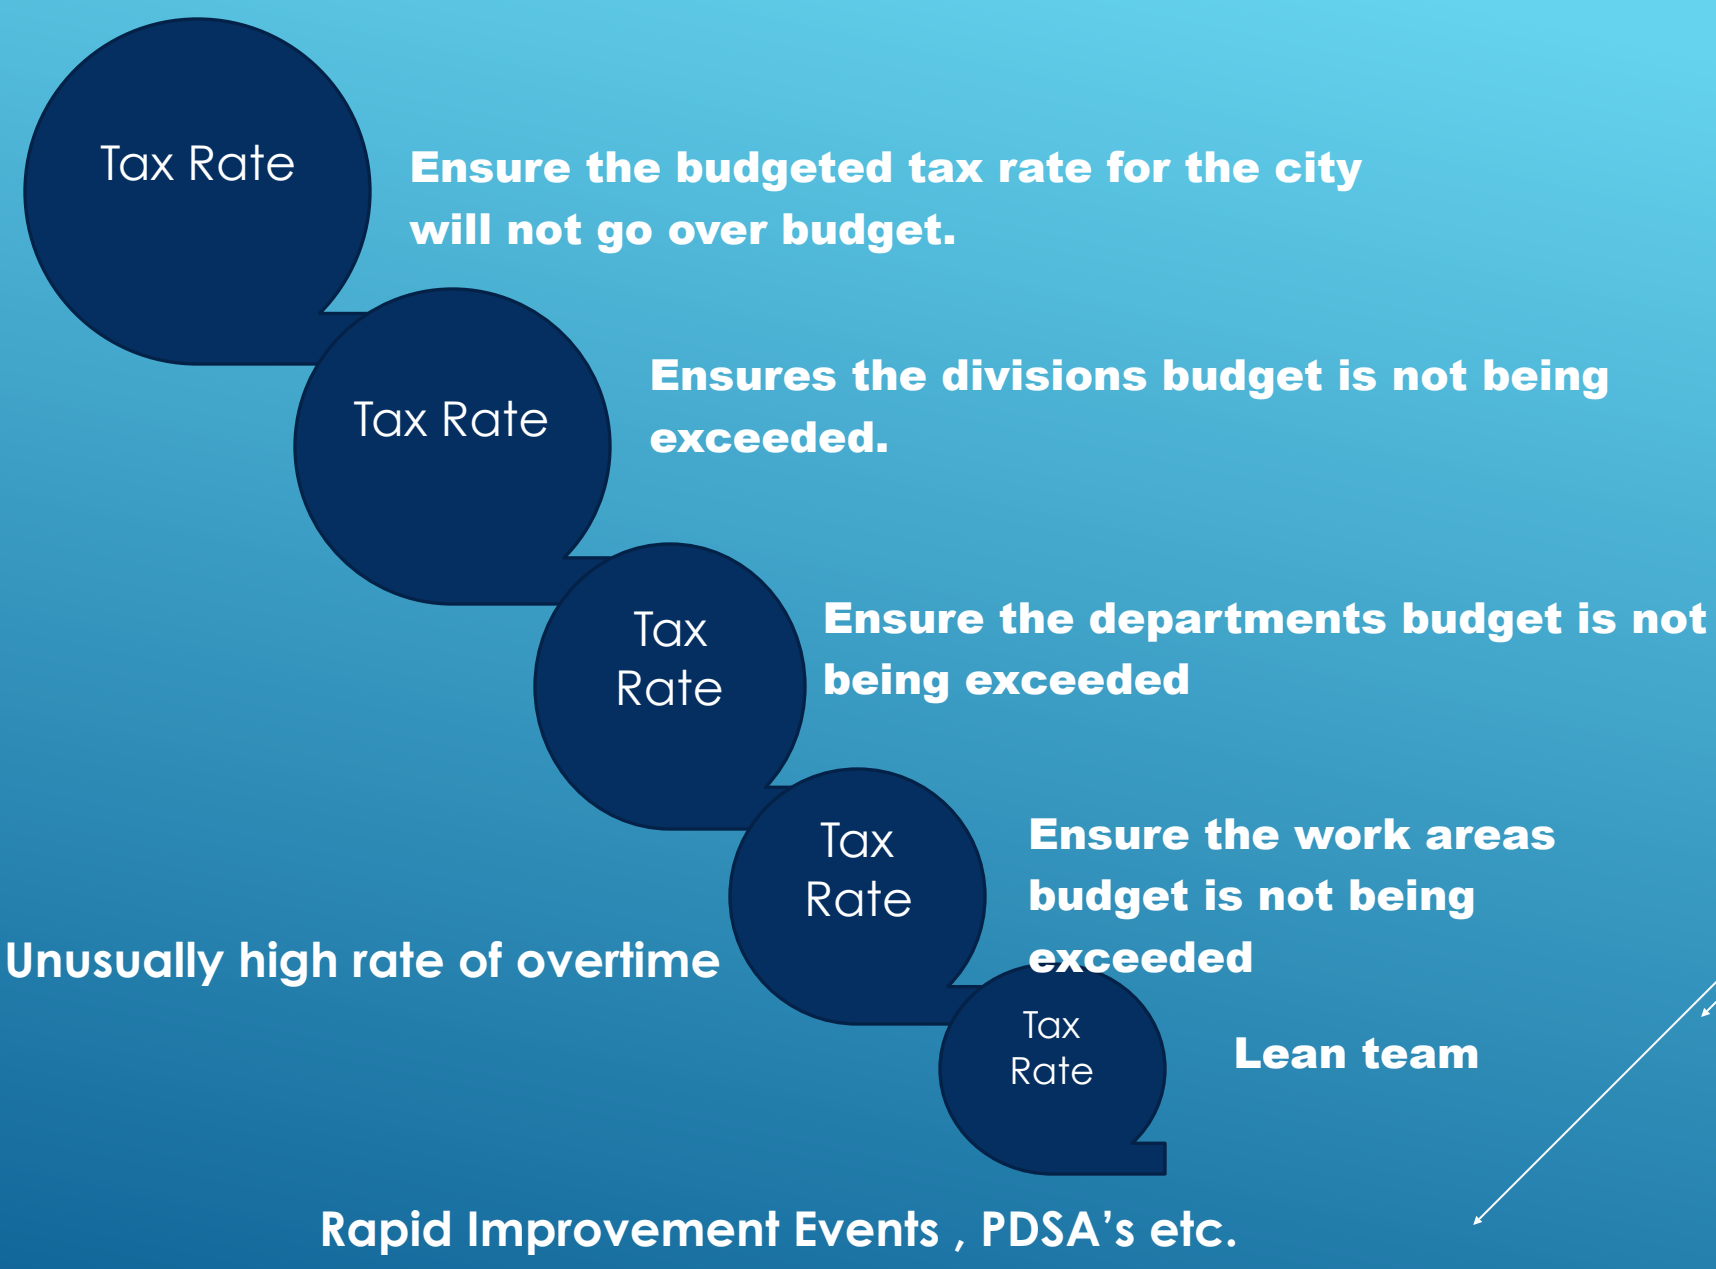 Tax Rate
Ensure the budgeted tax rate for the city
will not go over budget.
Tax Rate
Ensures the divisions budget is not being
exceeded.
Tax
Rate
Ensure the departments budget is not
being exceeded
Tax
Rate
Ensure the work areas
budget is not being
exceeded
Unusually high rate of overtime
Tax
Rate
Lean team
Rapid Improvement Events , PDSA’s etc.